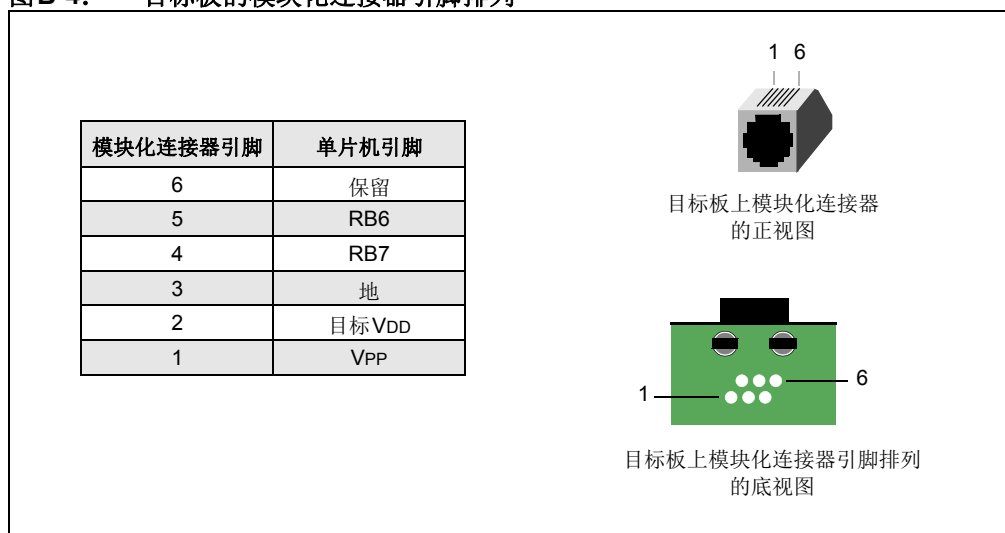 图B-4: 目标板的模块化连接器引脚排列
模块化连接器引脚 单片机引脚
6 保留
5 RB6
4 RB7
3 地
2 目标VDD
1 VPP
1 6
目标板上模块化连接器
的正视图
1 6
目标板上模块化连接器引脚排列
的底视图